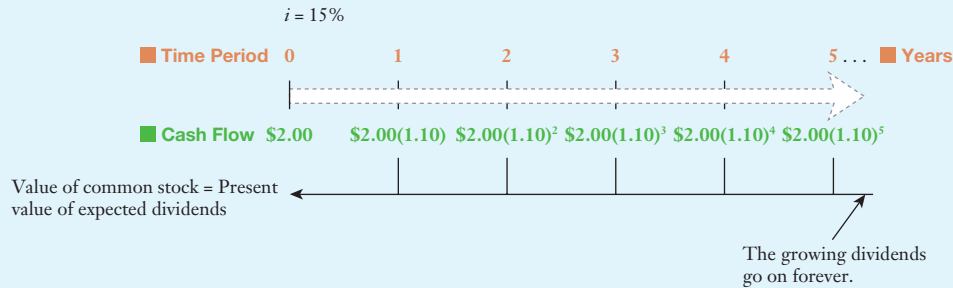 i = 15%
Time Period 0 1 2 3 4 5 . . . Years
Cash Flow $2.00 $2.00(1.10) $2.00(1.10)² $2.00(1.10)³ $2.00(1.10)⁴ $2.00(1.10)⁵
Value of common stock = Present
value of expected dividends
The growing dividends
go on forever.